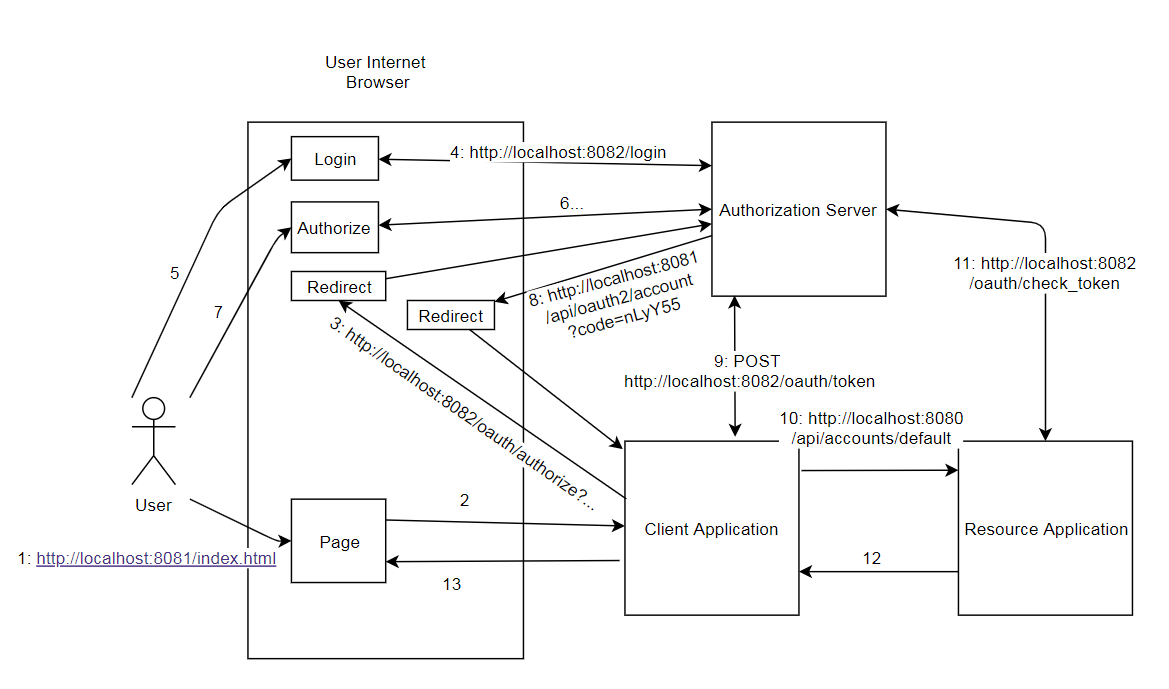 User Internet
Browser
Login
4: http://localhost:8082/login
Authorization Server
Authorize
6...
5
7
Redirect
Redirect
8: http://localhost:8081
/api/oauth2/account
?code=nLyY55
11: http://localhost:8082
/oauth/check_token
3: http://localhost:8082/oauth/authorize?...
9: POST
http://localhost:8082/oauth/token
10: http://localhost:8080
/api/accounts/default
User
2
Page
Client Application
Resource Application
1: http://localhost:8081/index.html
12
13